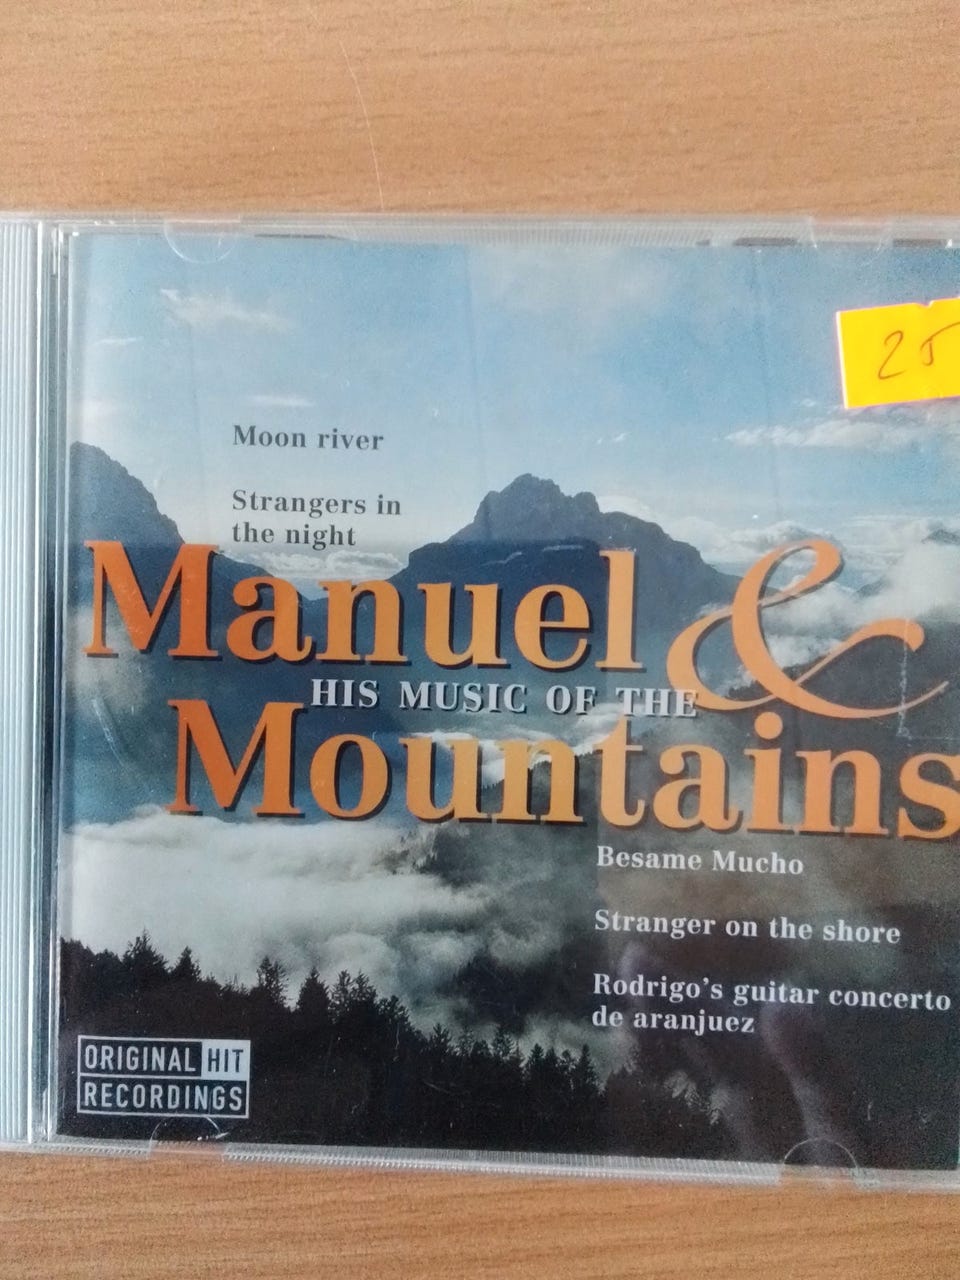 25
Moon river
Strangers in
the night
Manuel &
HIS MUSIC OF THE
Mountains
Besame Mucho
Stranger on the shore
Rodrigo's guitar concerto
de aranjuez
ORIGINAL HIT
RECORDINGS